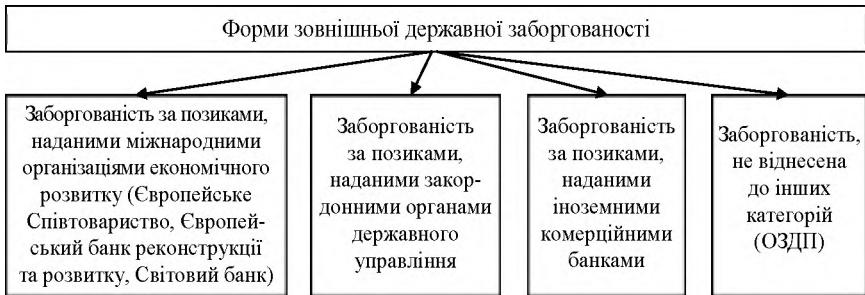 Форми зовнішньої державної заборгованості
Заборгованість за позиками,
наданими міжнародними
організаціями економічного
розвитку (Європейське
Співтовариство, Європей-
ський банк реконструкції
та розвитку, Світовий банк)
Заборгованість
за позиками,
наданими закор-
донними органами
державного
управління
Заборгованість
за позиками,
наданими
іноземними
комерційними
банками
Заборгованість,
не віднесена
до інших
категорій
(ОЗДП)